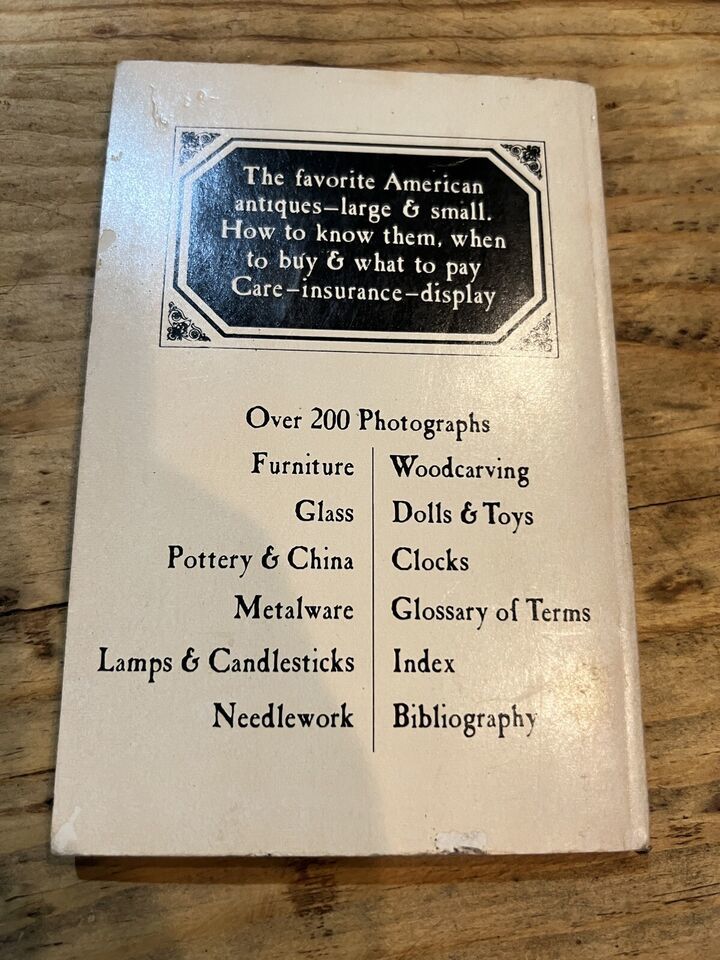 The favorite American
antiques—large & small.
How to know them, when
to buy & what to pay
Care—insurance—display
Over 200 Photographs
Furniture
Glass
Pottery & China
Metalware
Lamps & Candlesticks
Needlework
Woodcarving
Dolls & Toys
Clocks
Glossary of Terms
Index
Bibliography